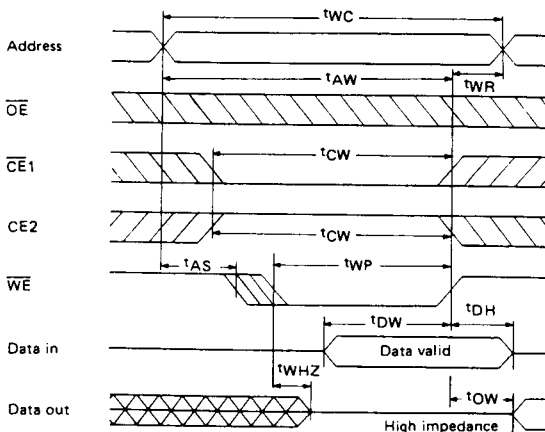 tWC
Address
tAW
tWR
OE
CE1
tCW
CE2
tCW
tAS
tWP
WE
tDW
tDH
Data in
Data valid
tWHZ
tOW
Data out
High impedance